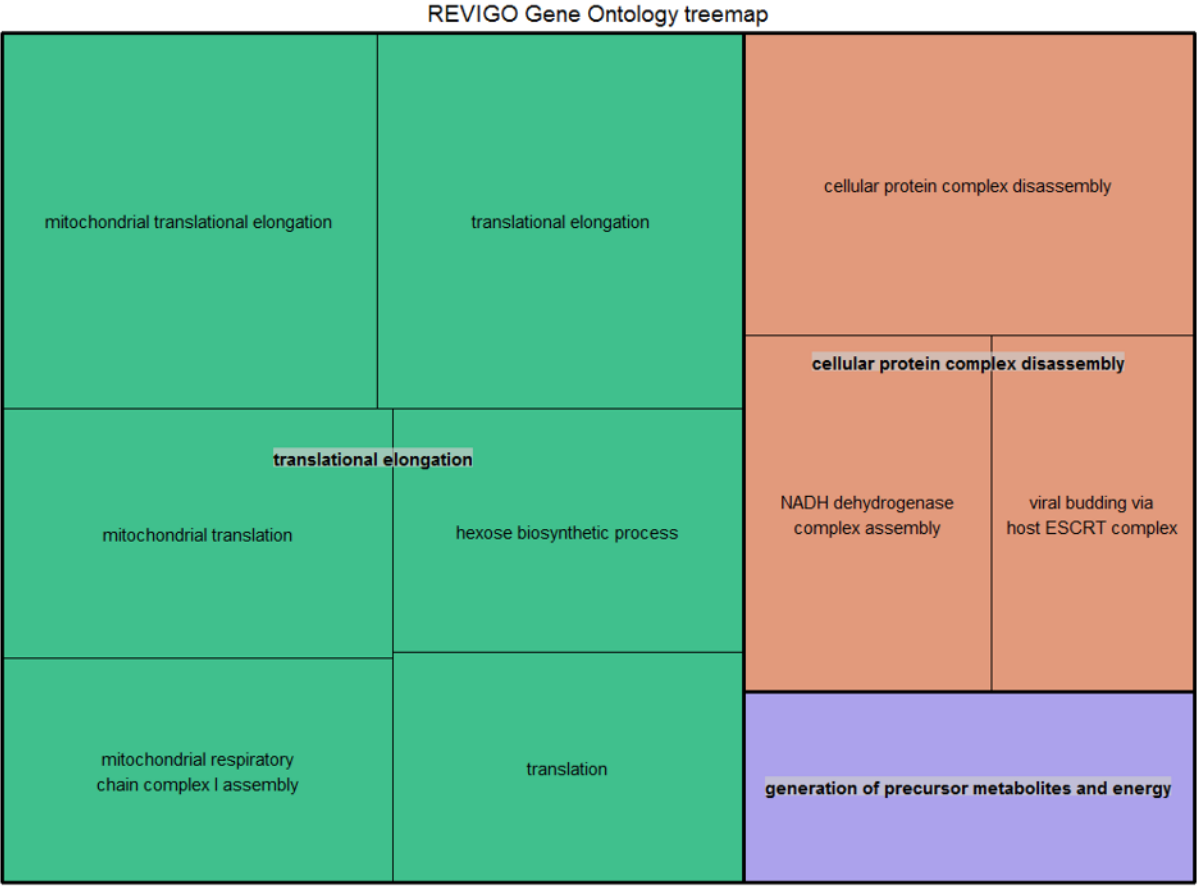 REVIGO Gene Ontology treemap
mitochondrial translational elongation
translational elongation
translational elongation
mitochondrial translation
hexose biosynthetic process
mitochondrial respiratory
chain complex I assembly
translation
cellular protein complex disassembly
cellular protein complex disassembly
NADH dehydrogenase
complex assembly
viral budding via
host ESCRT complex
generation of precursor metabolites and energy